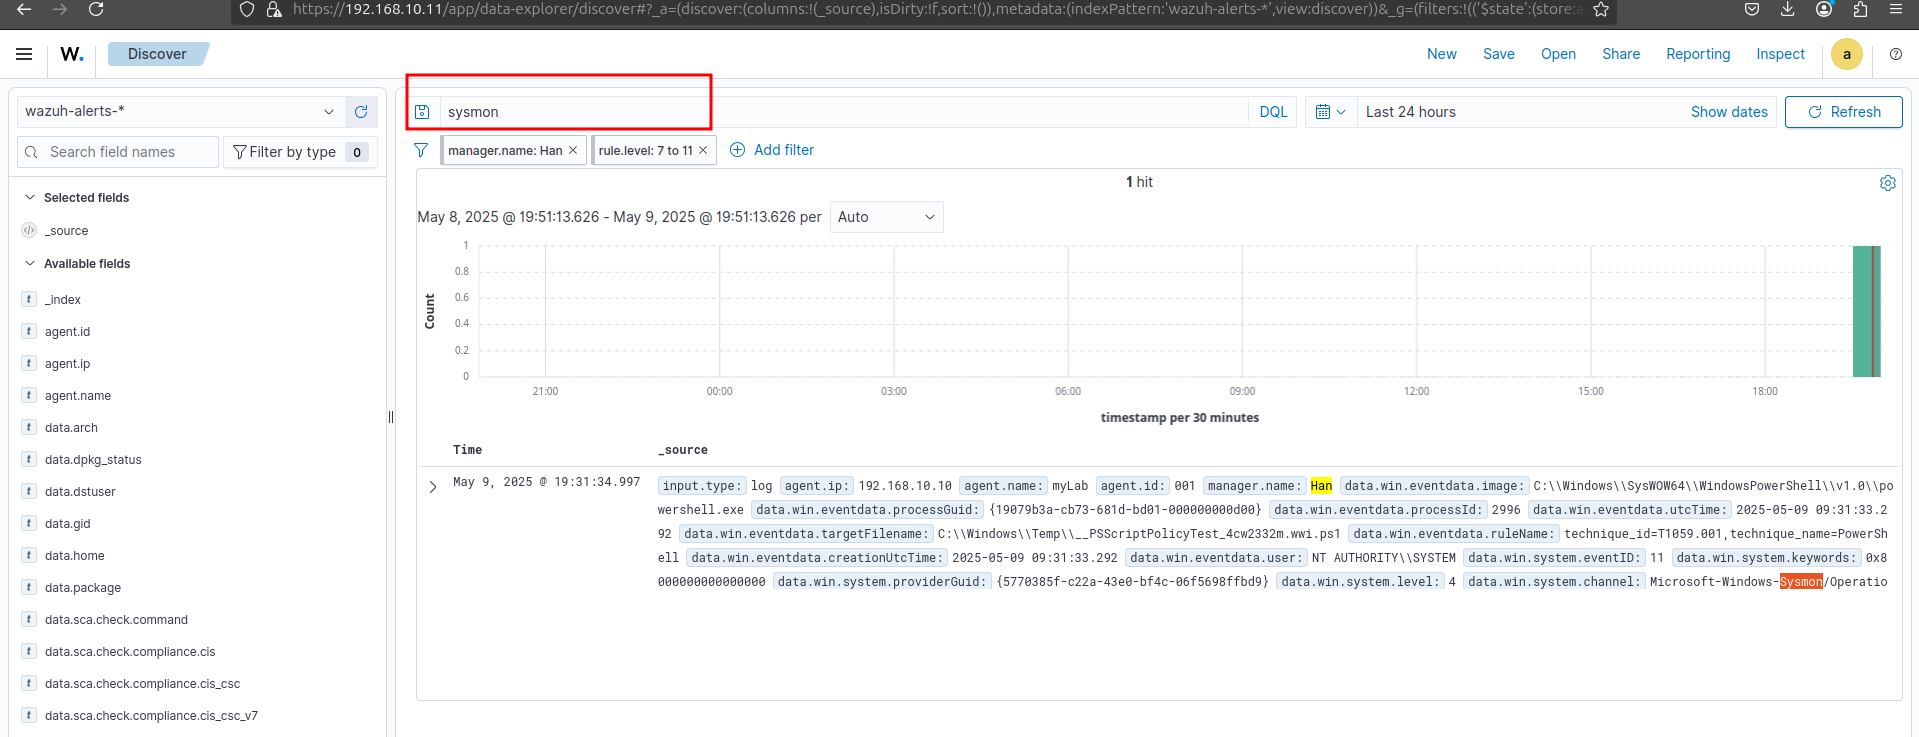 https://192.168.10.11/app/data-explorer/discover#?_a=(discover:(columns:!(_source),isDirty:!f,sort:!()),metadata:(indexPattern:'wazuh-alerts-*',view:discover))&_g=(filters:!(('$state':(store:a
W. Discover New Save Open Share Reporting Inspect a
wazuh-alerts-*
sysmon DQL Last 24 hours Show dates Refresh
Search field names Filter by type 0
manager.name: Han × rule.level: 7 to 11 × Add filter
1 hit
Selected fields
_source
Available fields
_index
agent.id
agent.ip
agent.name
data.arch
data.dpkg_status
data.dstuser
data.gid
data.home
data.package
data.sca.check.command
data.sca.check.compliance.cis
data.sca.check.compliance.cis_csc
data.sca.check.compliance.cis_csc_v7
May 8, 2025 @ 19:51:13.626 - May 9, 2025 @ 19:51:13.626 per Auto
Count
1
0.8
0.6
0.4
0.2
0
21:00 00:00 03:00 06:00 09:00 12:00 15:00 18:00
timestamp per 30 minutes
Time _source
May 9, 2025 @ 19:31:34.997 input.type: log agent.ip: 192.168.10.10 agent.name: myLab agent.id: 001 manager.name: Han data.win.eventdata.image: C:\\Windows\\SysWOW64\\WindowsPowerShell\\v1.0\\po
wershell.exe data.win.eventdata.processGuid: {19079b3a-cb73-681d-bd01-000000000d00} data.win.eventdata.processId: 2996 data.win.eventdata.utcTime: 2025-05-09 09:31:33.2
92 data.win.eventdata.targetFilename: C:\\Windows\\Temp\\__PSScriptPolicyTest_4cw2332m.wwi.ps1 data.win.eventdata.ruleName: technique_id=T1059.001,technique_name=PowerSh
ell data.win.eventdata.creationUtcTime: 2025-05-09 09:31:33.292 data.win.eventdata.user: NT AUTHORITY\\SYSTEM data.win.system.eventID: 11 data.win.system.keywords: 0x8
000000000000000 data.win.system.providerGuid: {5770385f-c22a-43e0-bf4c-06f5698ffbd9} data.win.system.level: 4 data.win.system.channel: Microsoft-Windows-Sysmon/Operatio